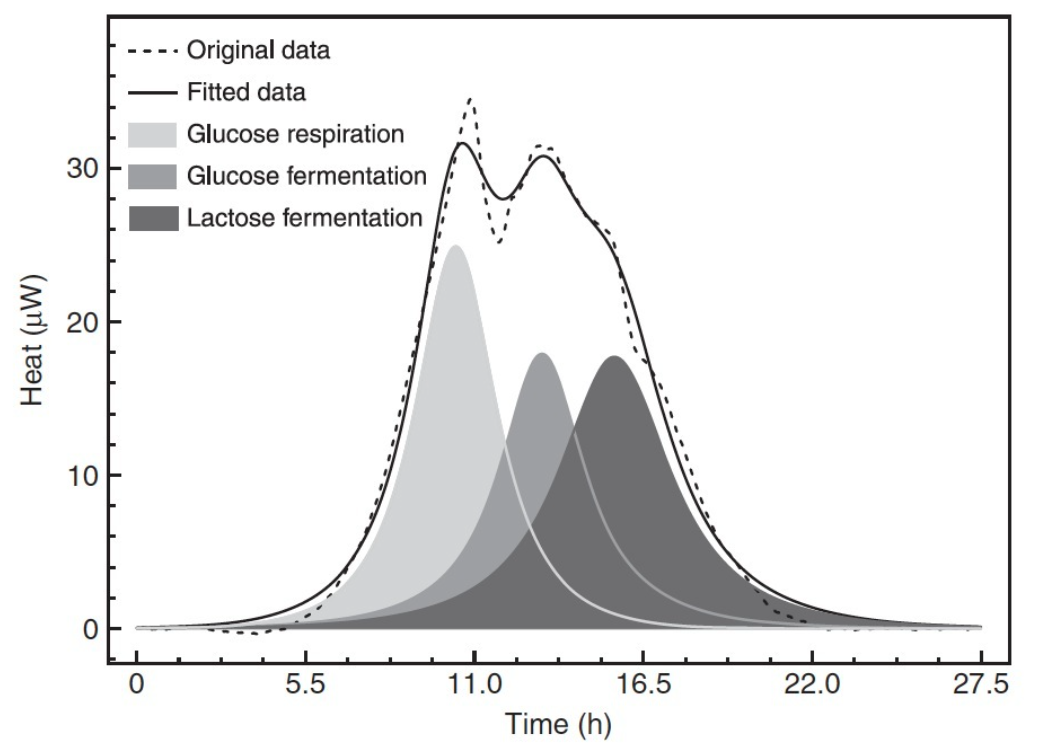 Original data
Fitted data
Glucose respiration
Glucose fermentation
Lactose fermentation
30
20
10
0
Heat (μW)
0 5.5 11.0 16.5 22.0 27.5
Time (h)